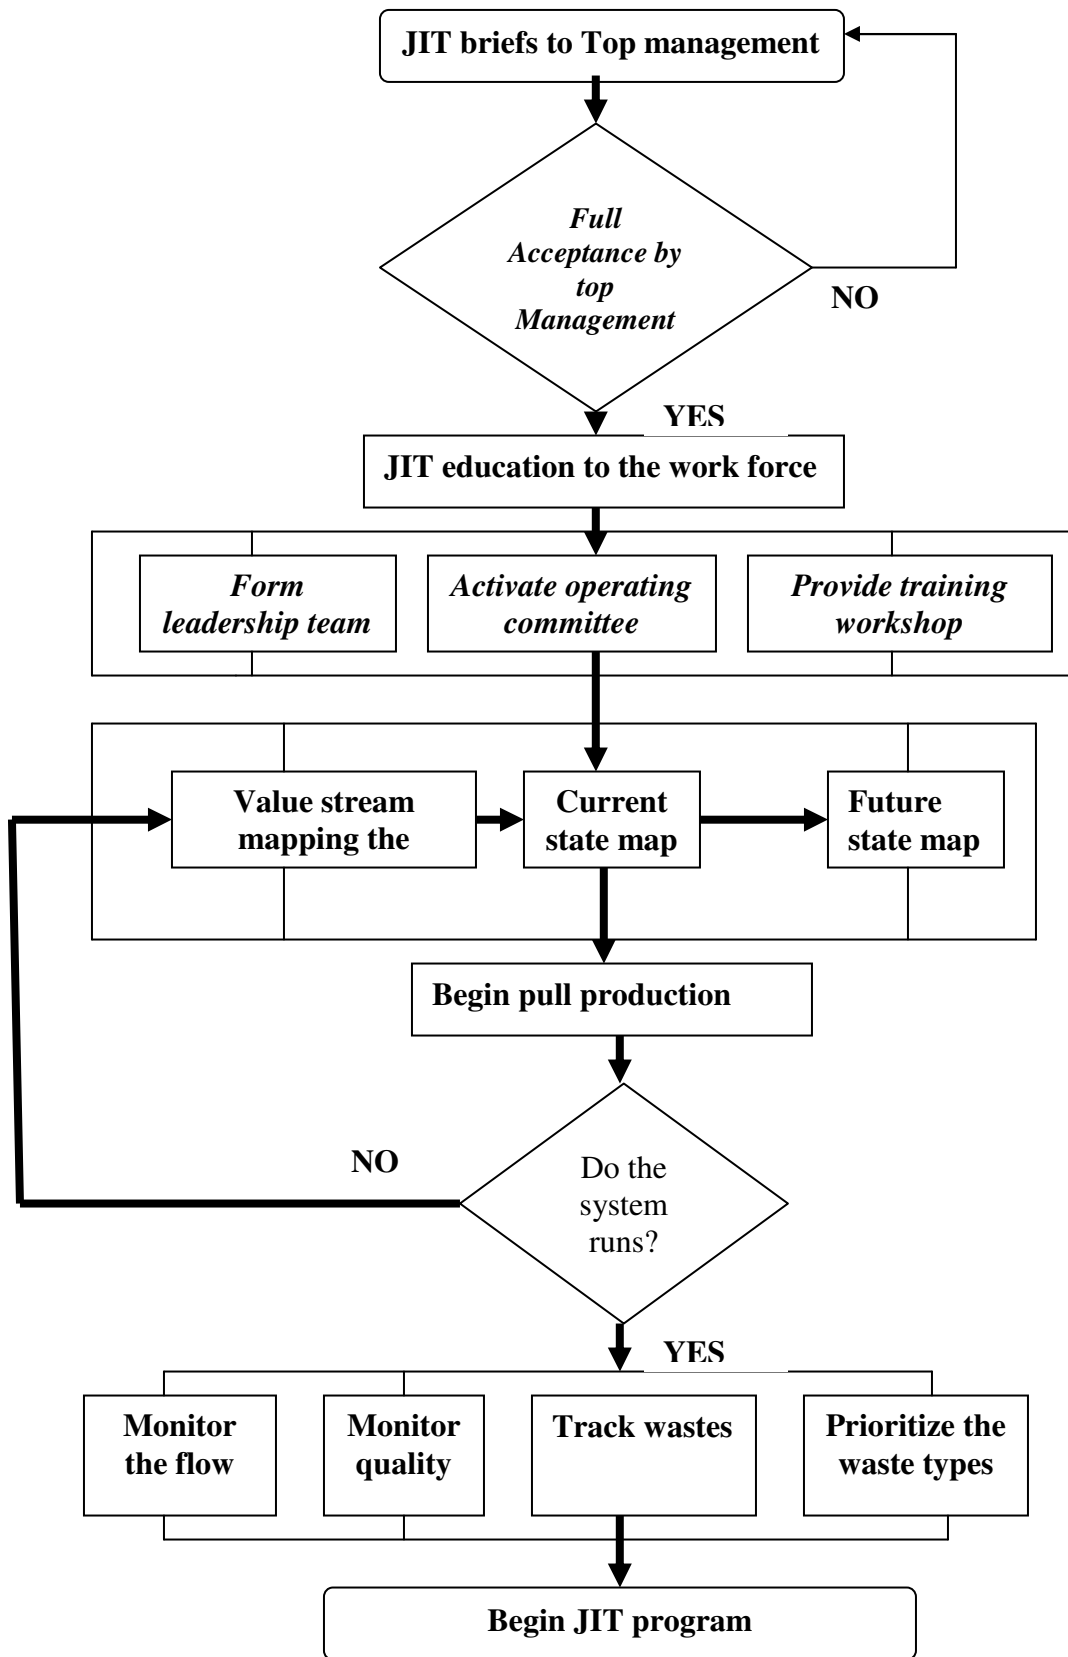 JIT briefs to Top management
Full
Acceptance by
top
Management
NO
YES
JIT education to the work force
Form
leadership team
Activate operating
committee
Provide training
workshop
Value stream
mapping the
Current
state map
Future
state map
Begin pull production
NO
Do the
system
runs?
YES
Monitor
the flow
Monitor
quality
Track wastes
Prioritize the
waste types
Begin JIT program